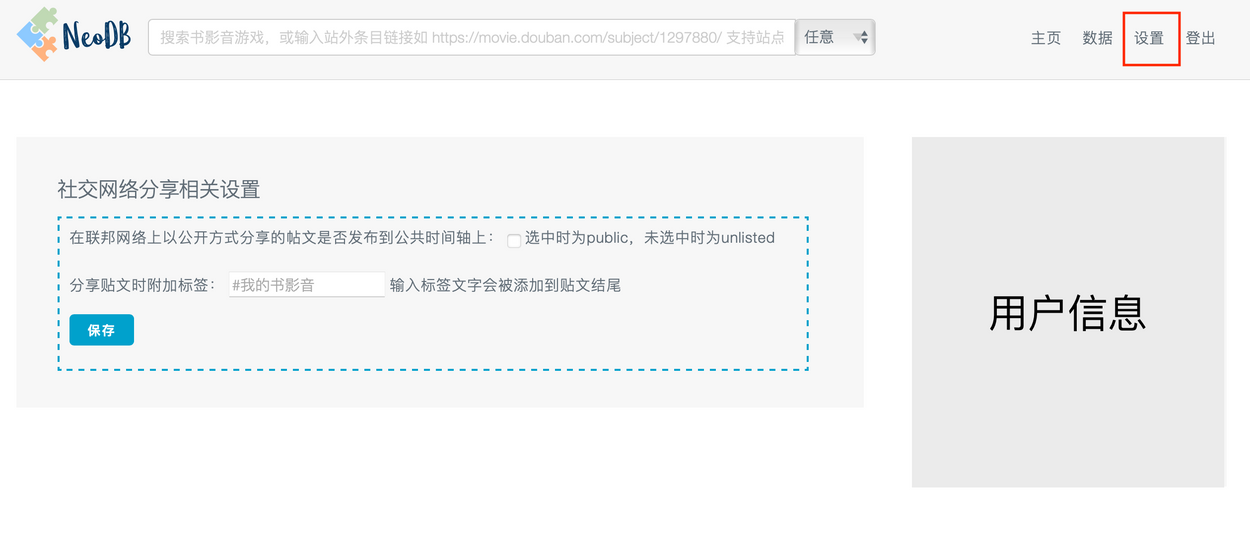 NeoDB
搜索书影音游戏，或输入站外条目链接如 https://movie.douban.com/subject/1297880/ 支持站点
任意
主页 数据 设置 登出
社交网络分享相关设置
在联邦网络上以公开方式分享的帖文是否发布到公共时间轴上： 选中时为public，未选中时为unlisted
分享贴文时附加标签： #我的书影音 输入标签文字会被添加到贴文结尾
保存
用户信息